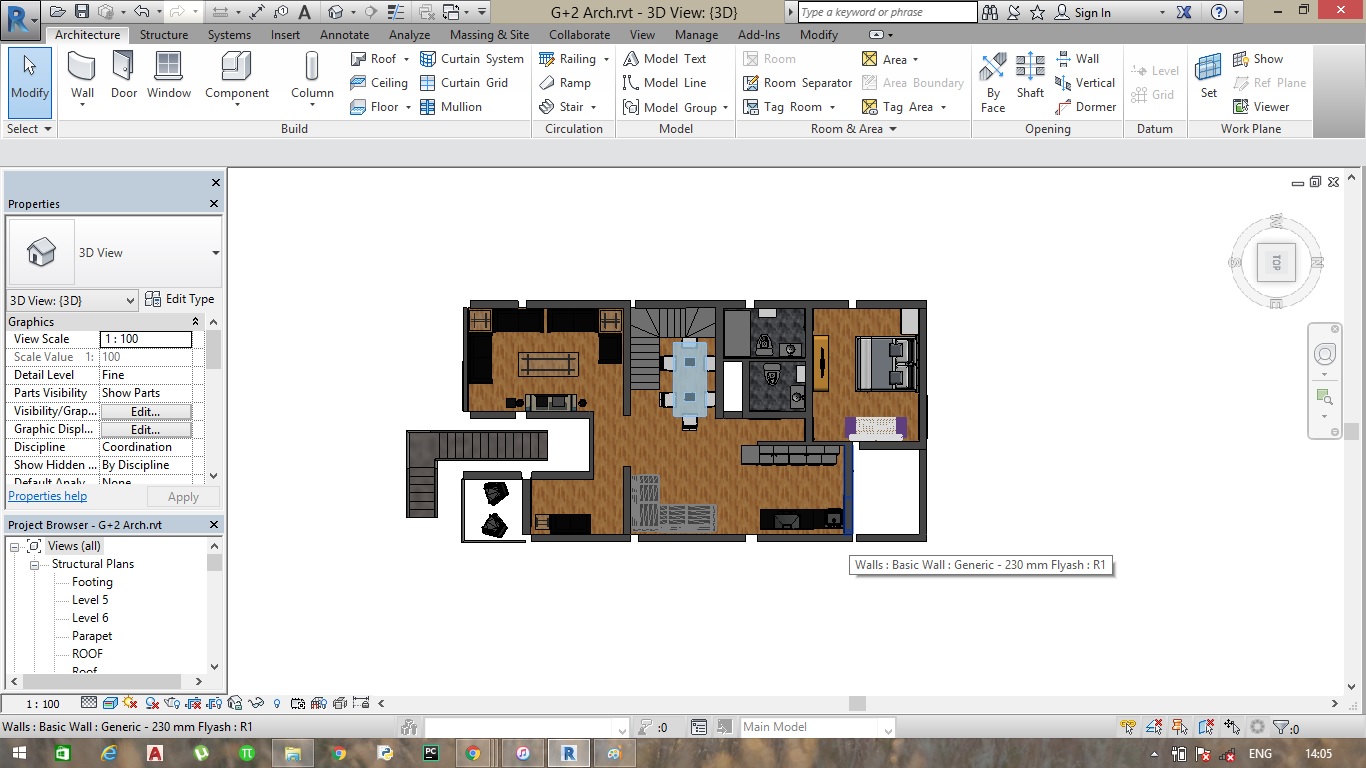 G+2 Arch.rvt - 3D View: {3D}
Type a keyword or phrase
Sign In
Architecture Structure Systems Insert Annotate Analyze Massing & Site Collaborate View Manage Add-Ins Modify
Modify Wall Door Window Component Column
Roof Curtain System
Ceiling Curtain Grid
Floor Mullion
Railing
Ramp
Stair
Model Text
Model Line
Model Group
Room
Room Separator
Tag Room
Area
Area Boundary
Tag Area
By Face
Shaft
Wall
Vertical
Dormer
Level
Grid
Set
Show
Ref Plane
Viewer
Select Build Circulation Model Room & Area Opening Datum Work Plane
Properties
3D View
3D View: {3D} Edit Type
Graphics
View Scale 1 : 100
Scale Value 1: 100
Detail Level Fine
Parts Visibility Show Parts
Visibility/Grap... Edit...
Graphic Displ... Edit...
Discipline Coordination
Show Hidden ... By Discipline
Default Analy... None
Properties help Apply
Project Browser - G+2 Arch.rvt
Views (all)
Structural Plans
Footing
Level 5
Level 6
Parapet
ROOF
Roof
TOP
W
S
N
E
Walls : Basic Wall : Generic - 230 mm Flyash : R1
1 : 100
Walls : Basic Wall : Generic - 230 mm Flyash : R1
:0
Main Model
:0
ENG 14:05